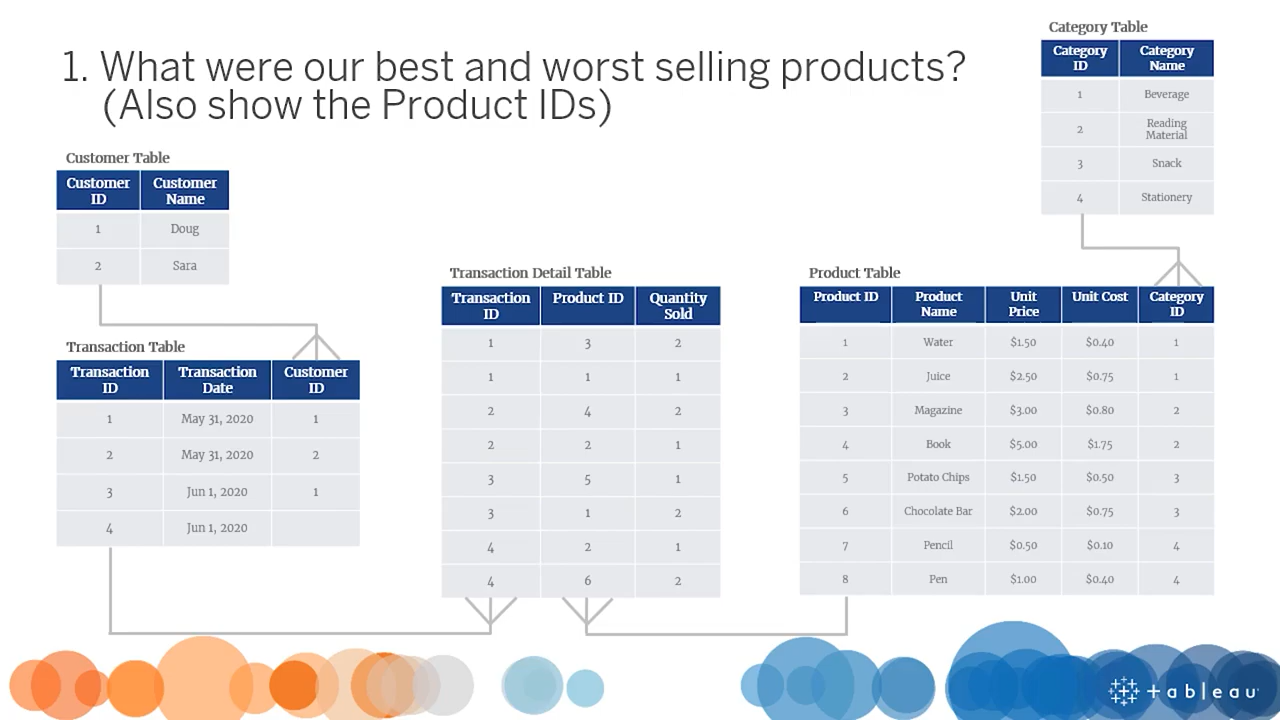 1. What were our best and worst selling products?
(Also show the Product IDs)
Category Table
Category ID Category Name
1 Beverage
2 Reading Material
3 Snack
4 Stationery
Customer Table
Customer ID Customer Name
1 Doug
2 Sara
Transaction Table
Transaction ID Transaction Date Customer ID
1 May 31, 2020 1
2 May 31, 2020 2
3 Jun 1, 2020 1
4 Jun 1, 2020
Transaction Detail Table
Transaction ID Product ID Quantity Sold
1 3 2
1 1 1
2 4 2
2 2 1
3 5 1
3 1 2
4 2 1
4 6 2
Product Table
Product ID Product Name Unit Price Unit Cost Category ID
1 Water $1.50 $0.40 1
2 Juice $2.50 $0.75 1
3 Magazine $3.00 $0.80 2
4 Book $5.00 $1.75 2
5 Potato Chips $1.50 $0.50 3
6 Chocolate Bar $2.00 $0.75 3
7 Pencil $0.50 $0.10 4
8 Pen $1.00 $0.40 4
tableau